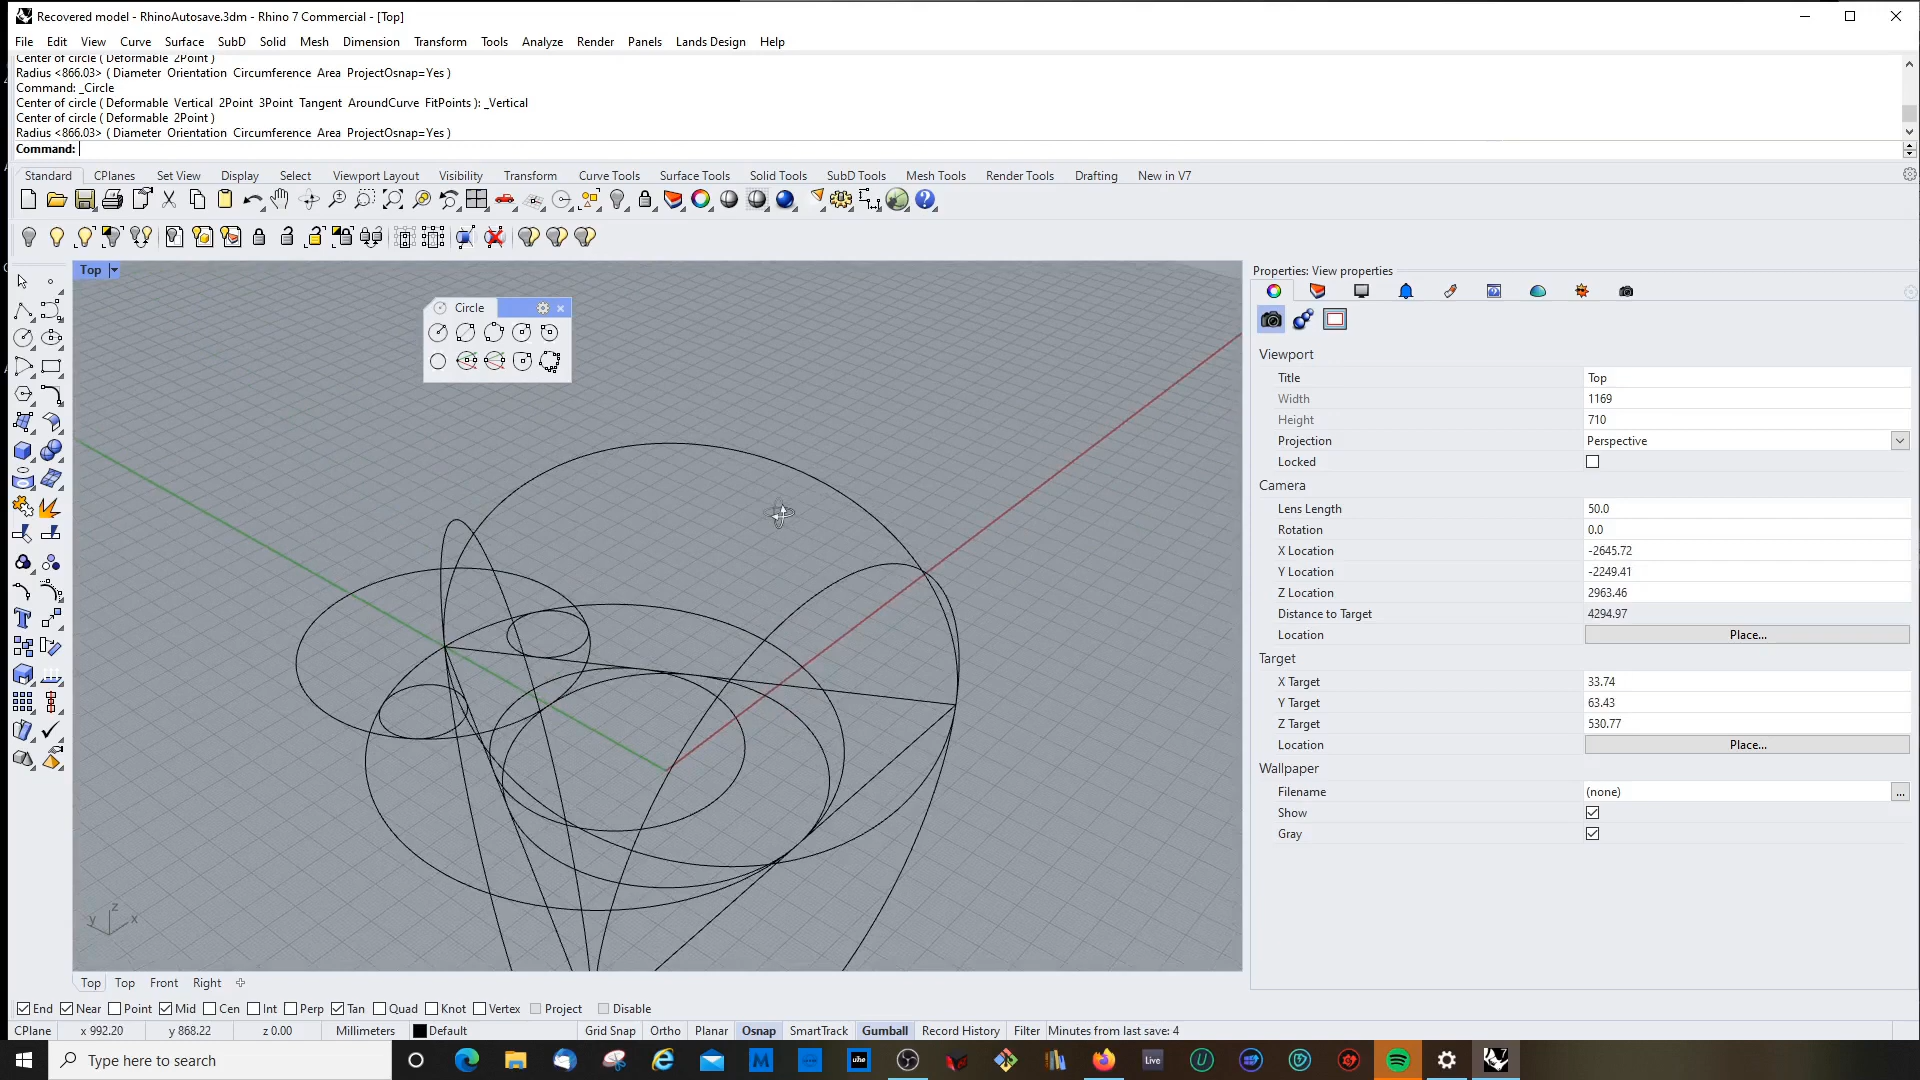 Recovered model - RhinoAutosave.3dm - Rhino 7 Commercial - [Top]
File Edit View Curve Surface SubD Solid Mesh Dimension Transform Tools Analyze Render Panels Lands Design Help
Center of circle ( Deformable 2Point )
Radius <866.03> ( Diameter Orientation Circumference Area ProjectOsnap=Yes )
Command: _Circle
Center of circle ( Deformable Vertical 2Point 3Point Tangent AroundCurve FitPoints ): _Vertical
Center of circle ( Deformable 2Point )
Radius <866.03> ( Diameter Orientation Circumference Area ProjectOsnap=Yes )
Command:
Standard CPlanes Set View Display Select Viewport Layout Visibility Transform Curve Tools Surface Tools Solid Tools SubD Tools Mesh Tools Render Tools Drafting New in V7
Top
Circle
Properties: View properties
Viewport
Title Top
Width 1169
Height 710
Projection Perspective
Locked
Camera
Lens Length 50.0
Rotation 0.0
X Location -2645.72
Y Location -2249.41
Z Location 2963.46
Distance to Target 4294.97
Location Place...
Target
X Target 33.74
Y Target 63.43
Z Target 530.77
Location Place...
Wallpaper
Filename (none) ...
Show
Gray
z
y x
Top Top Front Right
End Near Point Mid Cen Int Perp Tan Quad Knot Vertex Project Disable
CPlane x 992.20 y 868.22 z 0.00 Millimeters Default Grid Snap Ortho Planar Osnap SmartTrack Gumball Record History Filter Minutes from last save: 4
Type here to search
uhe
Live